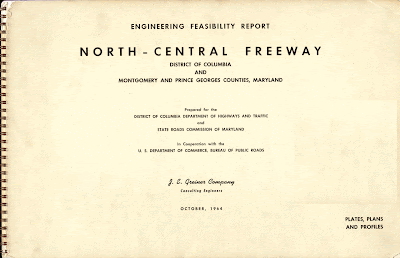 ENGINEERING FEASIBILITY REPORT
NORTH - CENTRAL FREEWAY
DISTRICT OF COLUMBIA
AND
MONTGOMERY AND PRINCE GEORGES COUNTIES, MARYLAND
Prepared for the
DISTRICT OF COLUMBIA DEPARTMENT OF HIGHWAYS AND TRAFFIC
and
STATE ROADS COMMISSION OF MARYLAND
In Cooperation with the
U. S. DEPARTMENT OF COMMERCE, BUREAU OF PUBLIC ROADS
J. E. Greiner Company
Consulting Engineers
OCTOBER, 1964
PLATES, PLANS
AND PROFILES